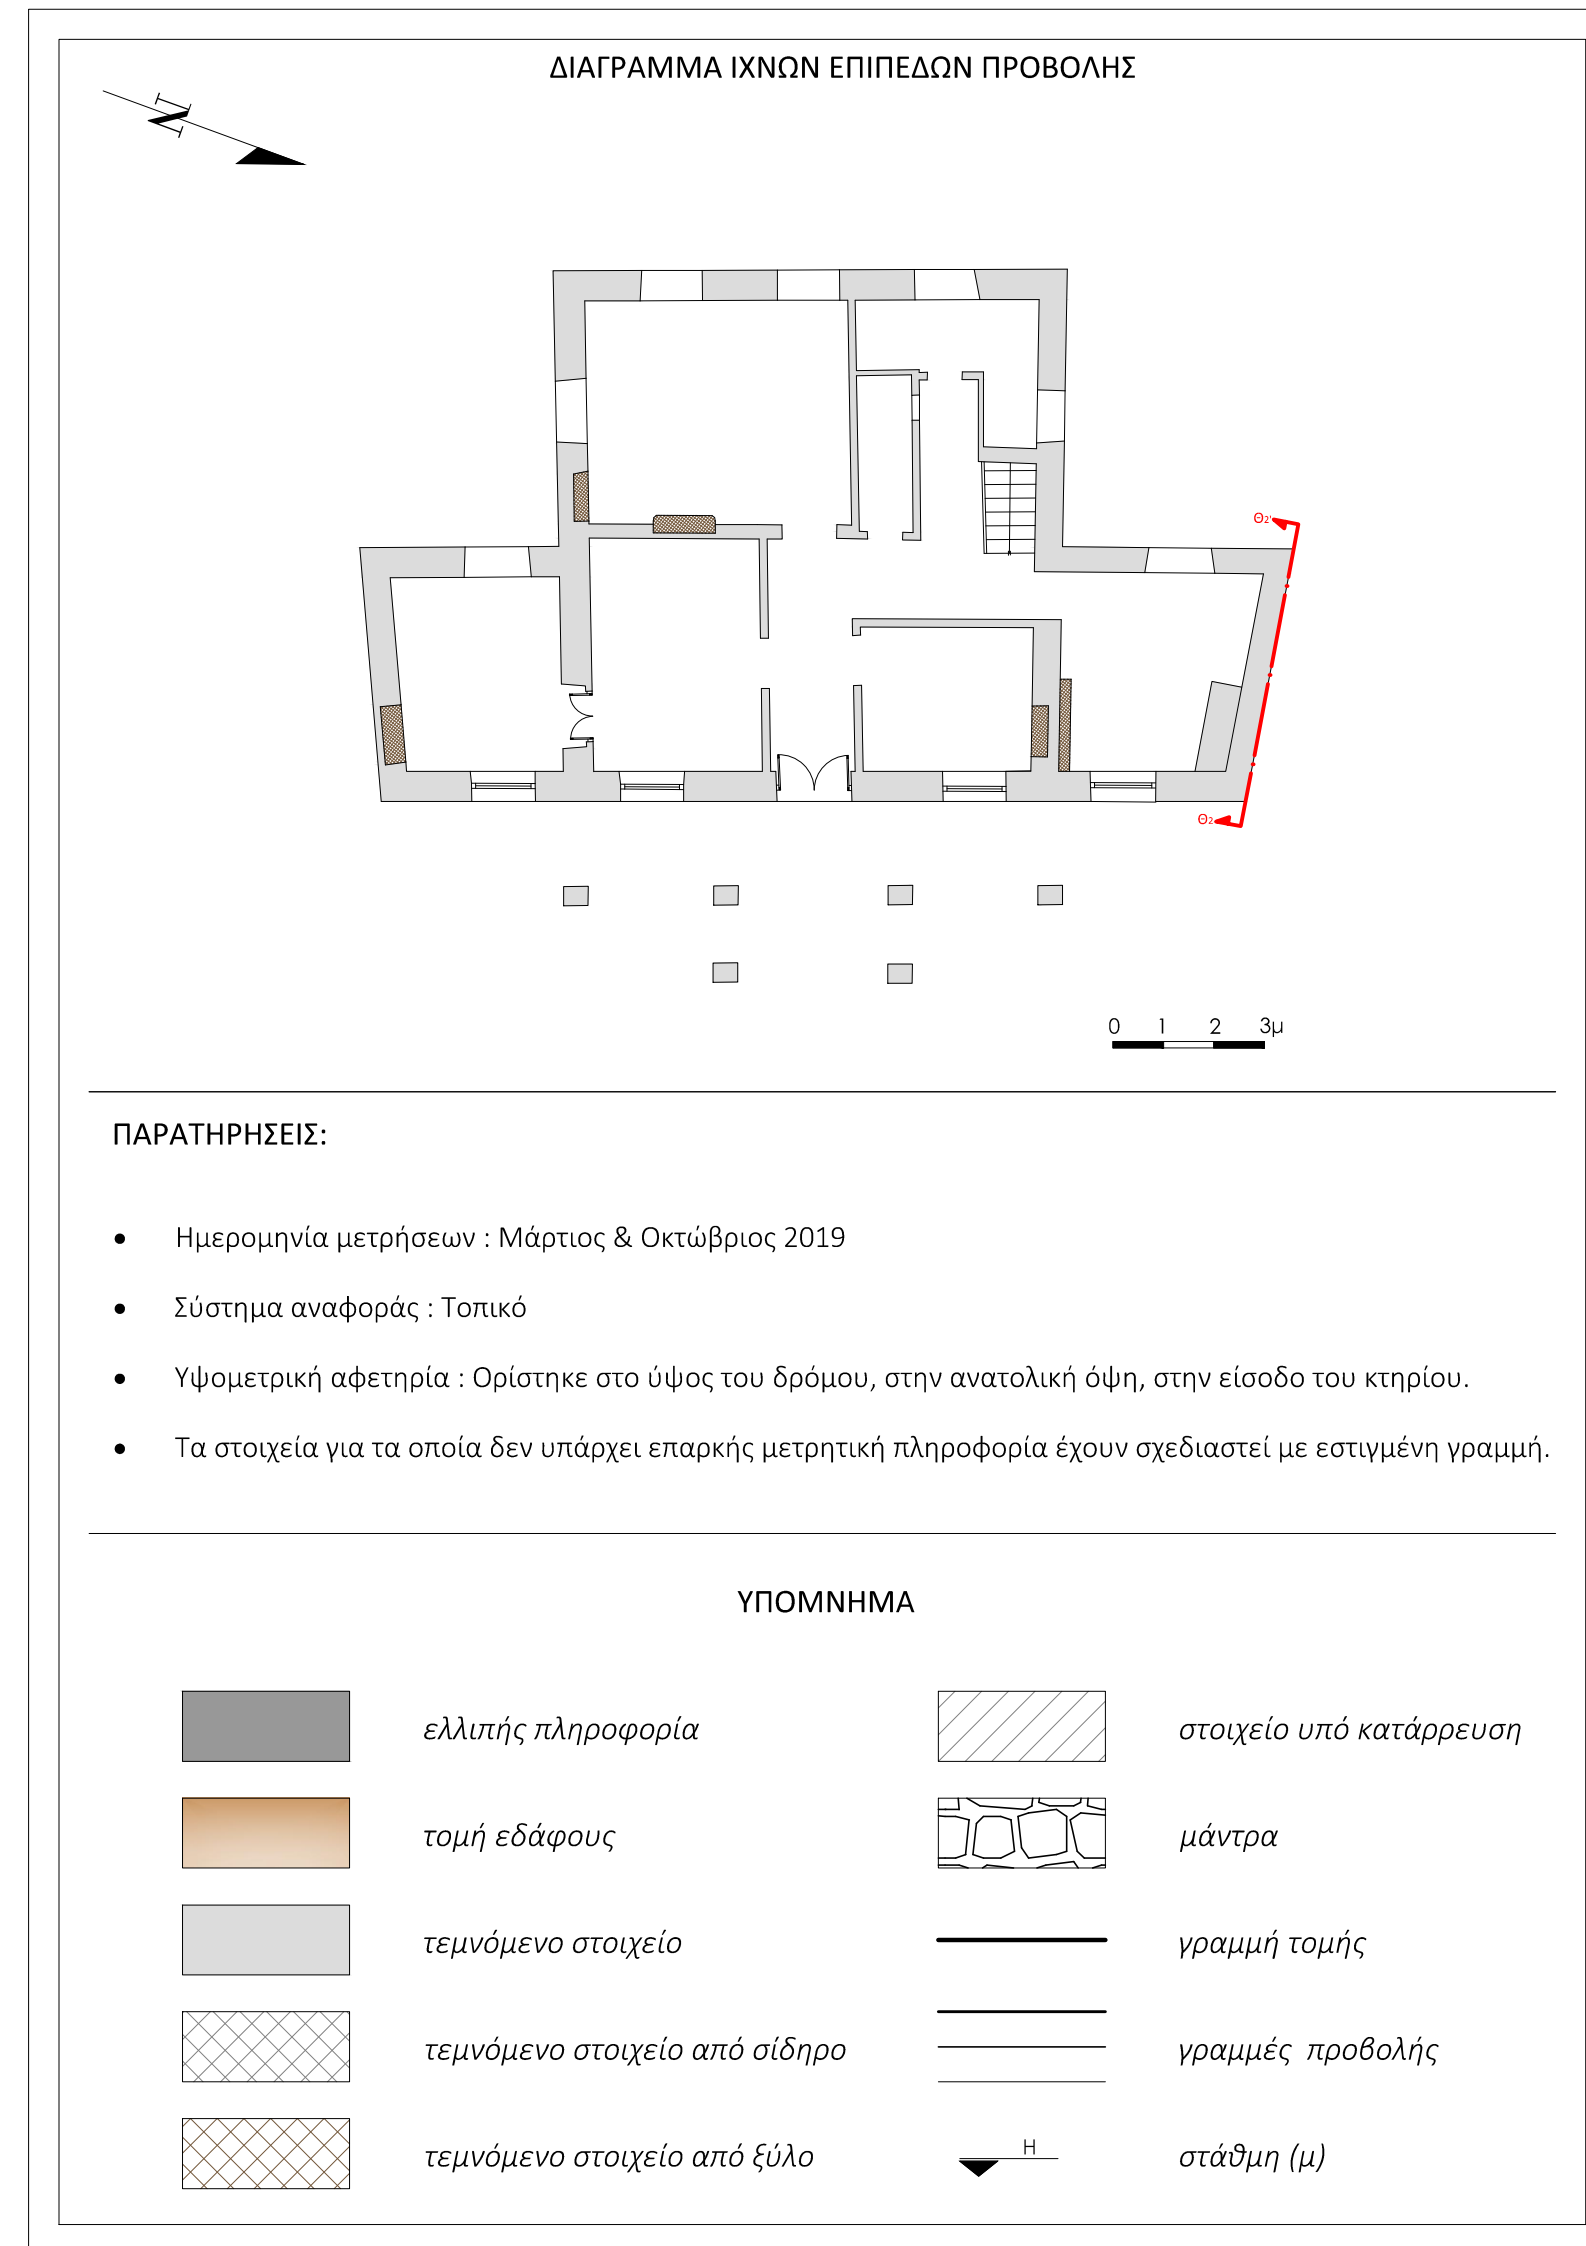 ΔΙΑΓΡΑΜΜΑ ΙΧΝΩΝ ΕΠΙΠΕΔΩΝ ΠΡΟΒΟΛΗΣ
N
Θ2'
Θ2
0 1 2 3μ
ΠΑΡΑΤΗΡΗΣΕΙΣ:
• Ημερομηνία μετρήσεων : Μάρτιος & Οκτώβριος 2019
• Σύστημα αναφοράς : Τοπικό
• Υψομετρική αφετηρία : Ορίστηκε στο ύψος του δρόμου, στην ανατολική όψη, στην είσοδο του κτηρίου.
• Τα στοιχεία για τα οποία δεν υπάρχει επαρκής μετρητική πληροφορία έχουν σχεδιαστεί με εστιγμένη γραμμή.
ΥΠΟΜΝΗΜΑ
ελλιπής πληροφορία
στοιχείο υπό κατάρρευση
τομή εδάφους
μάντρα
τεμνόμενο στοιχείο
γραμμή τομής
τεμνόμενο στοιχείο από σίδηρο
γραμμές προβολής
τεμνόμενο στοιχείο από ξύλο
H
στάθμη (μ)